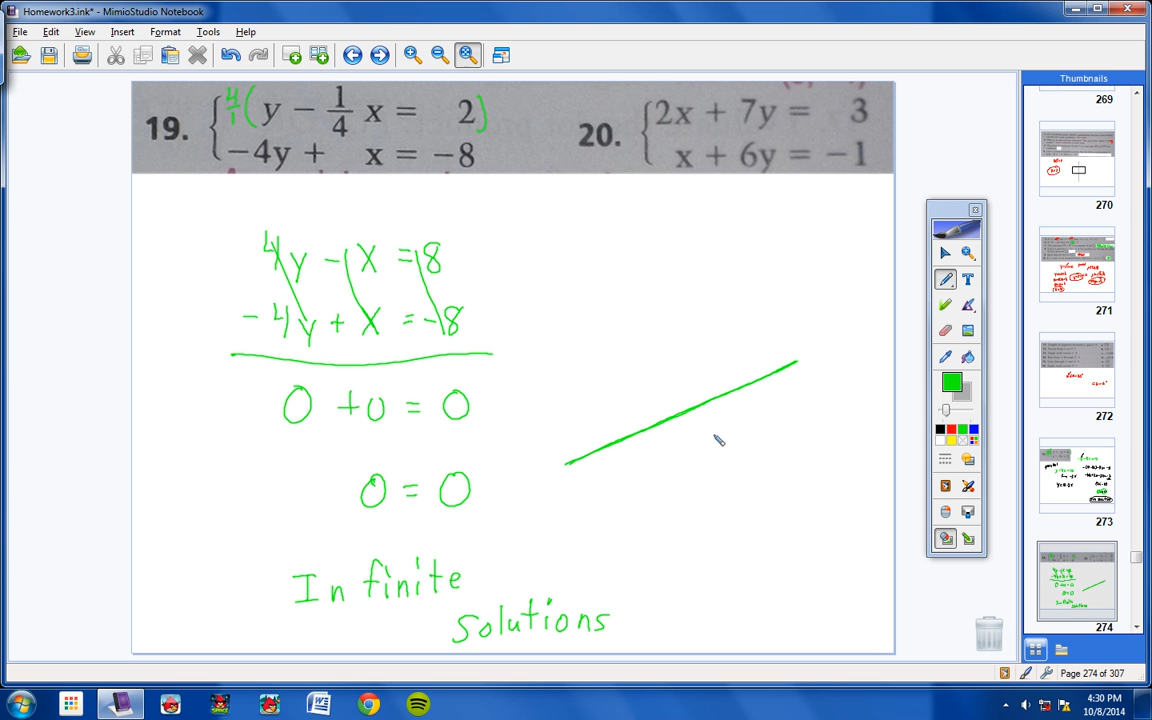 Homework3.ink* - MimioStudio Notebook
File Edit View Insert Format Tools Help
Thumbnails
269
270
271
272
273
274
19. 4/1 ( y − 1/4 x = 2 )
−4y + x = −8
20. 2x + 7y = 3
x + 6y = −1
4y − 1x = 8
− 4y + x = −8
0 + 0 = 0
0 = 0
Infinite
solutions
T
Page 274 of 307
4:30 PM
10/8/2014